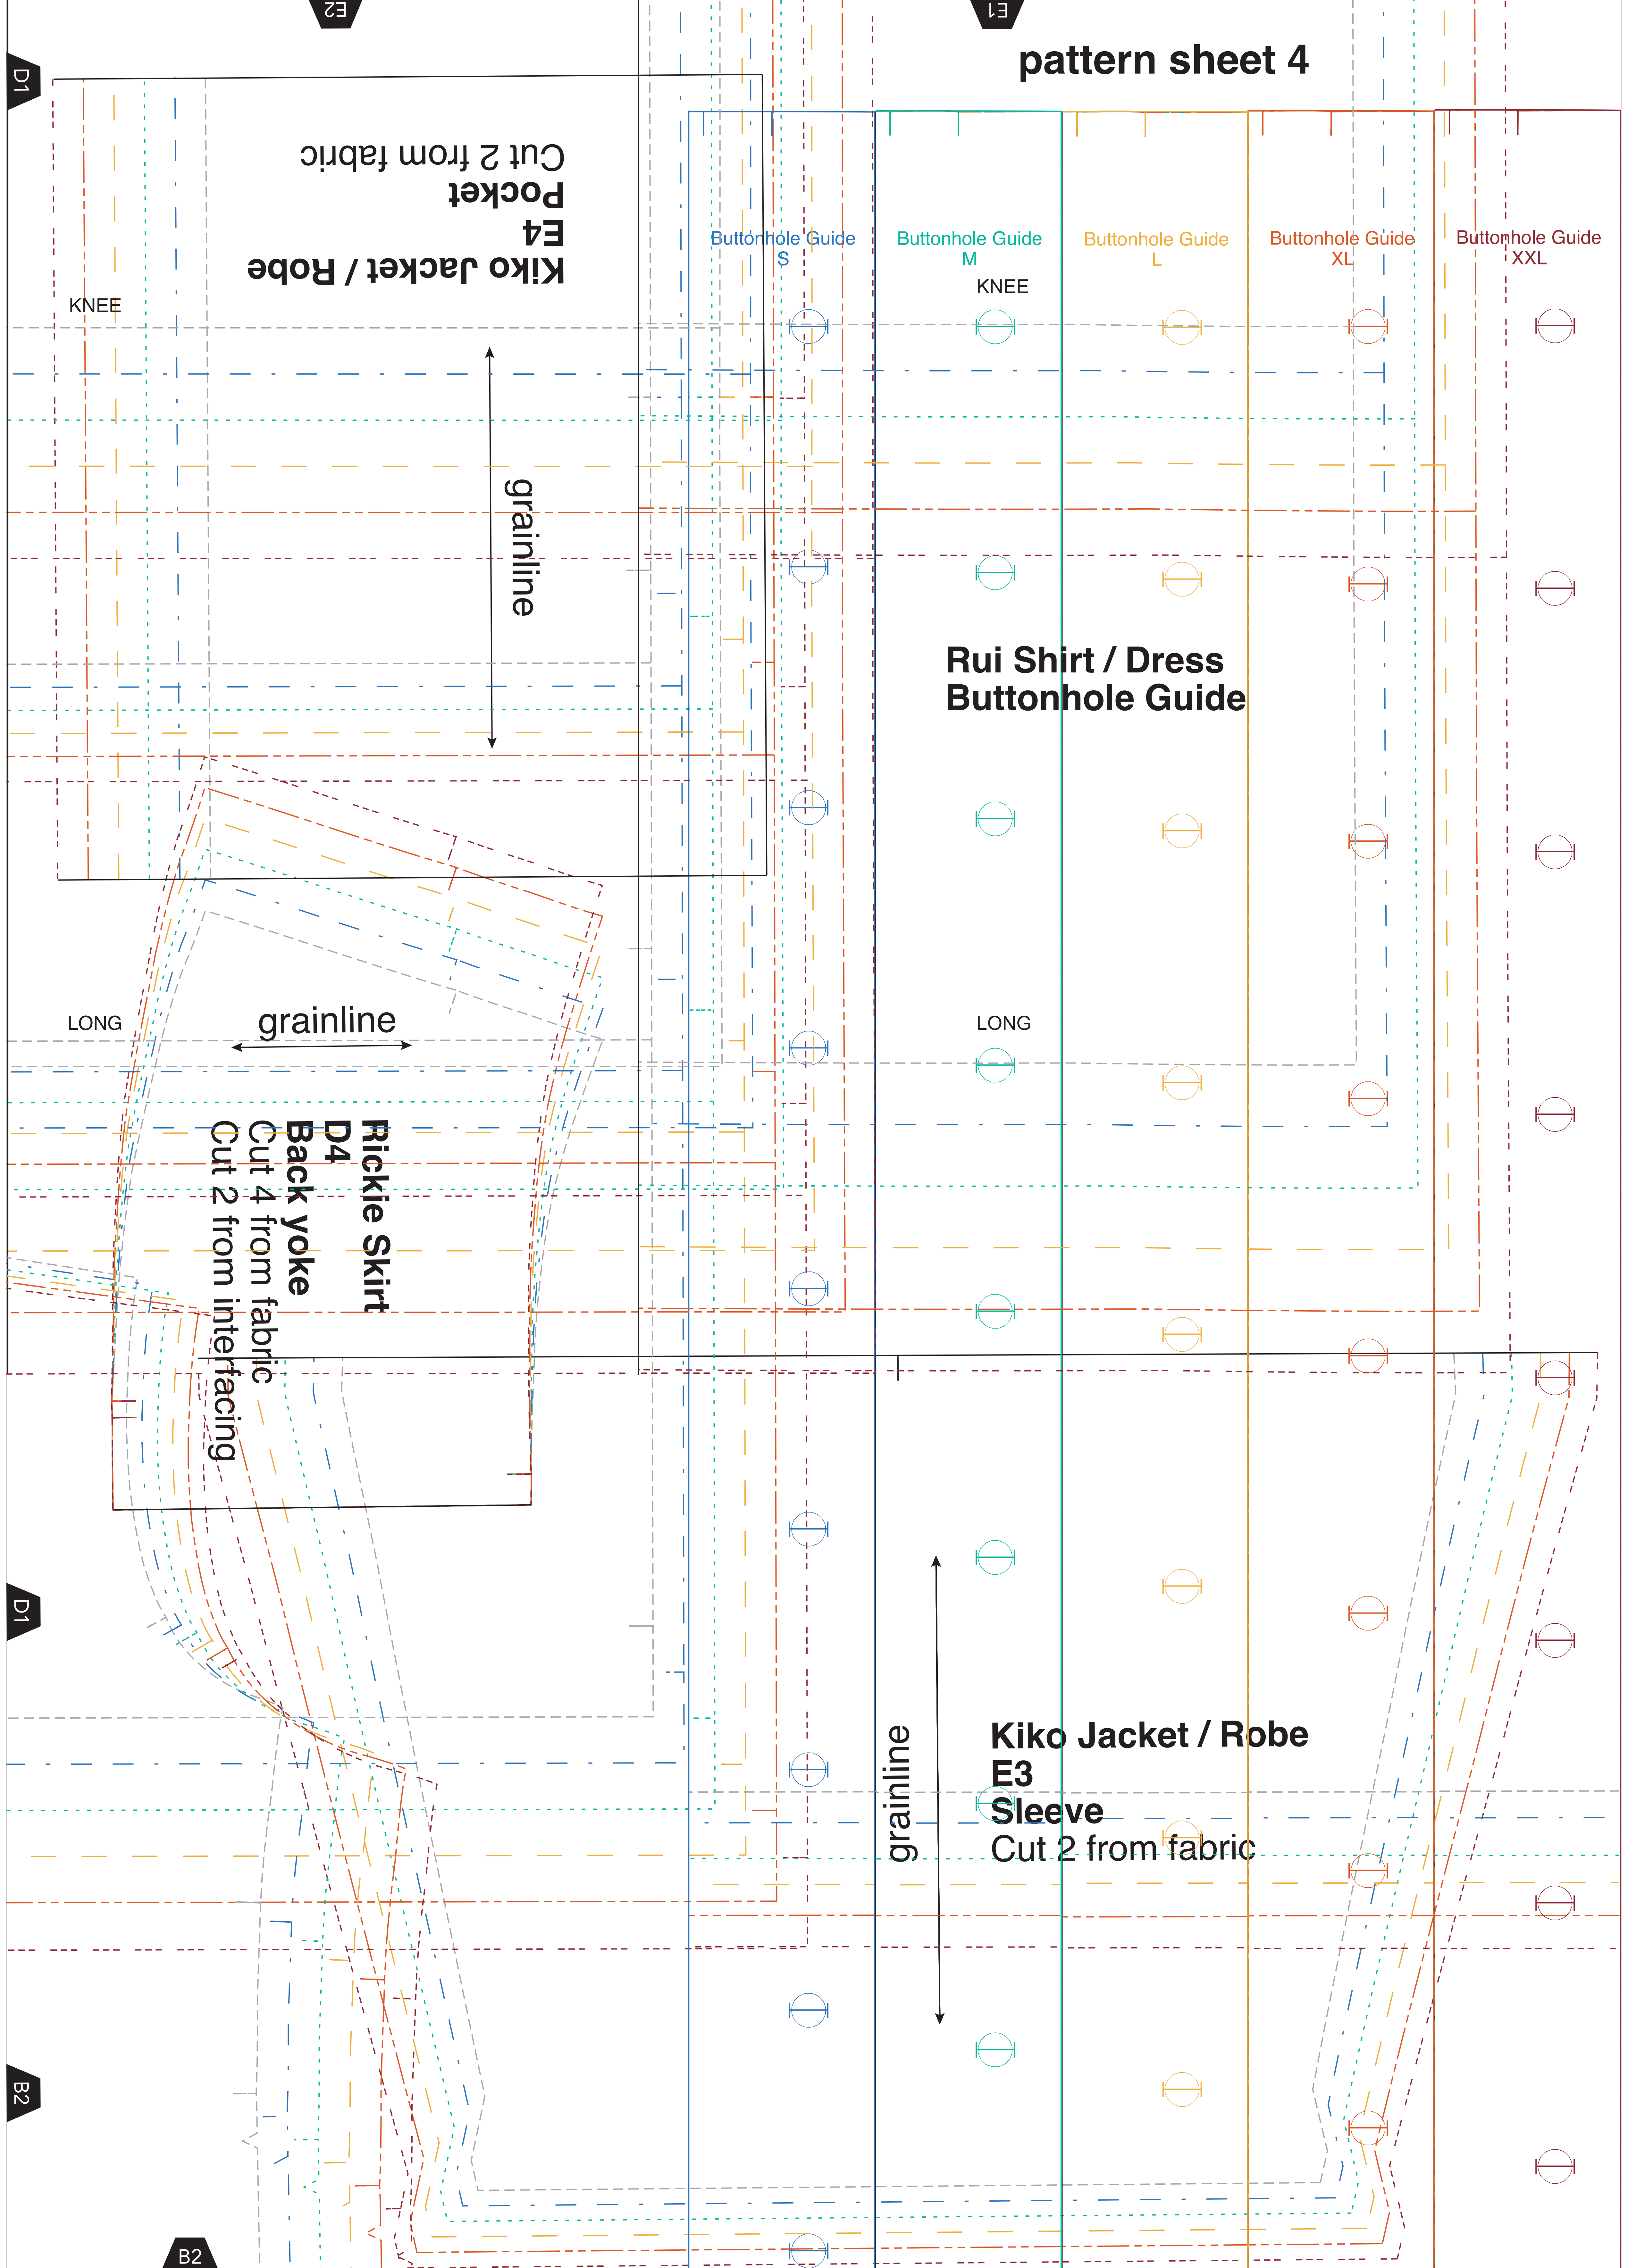 E2
E1
D1
pattern sheet 4
Kiko Jacket / Robe
E4
Pocket
Cut 2 from fabric
Buttonhole Guide
S
Buttonhole Guide
M
Buttonhole Guide
L
Buttonhole Guide
XL
Buttonhole Guide
XXL
KNEE
KNEE
grainline
Rui Shirt / Dress
Buttonhole Guide
LONG
grainline
LONG
Rickie Skirt
D4
Back yoke
Cut 4 from fabric
Cut 2 from interfacing
D1
grainline
Kiko Jacket / Robe
E3
Sleeve
Cut 2 from fabric
B2
B2